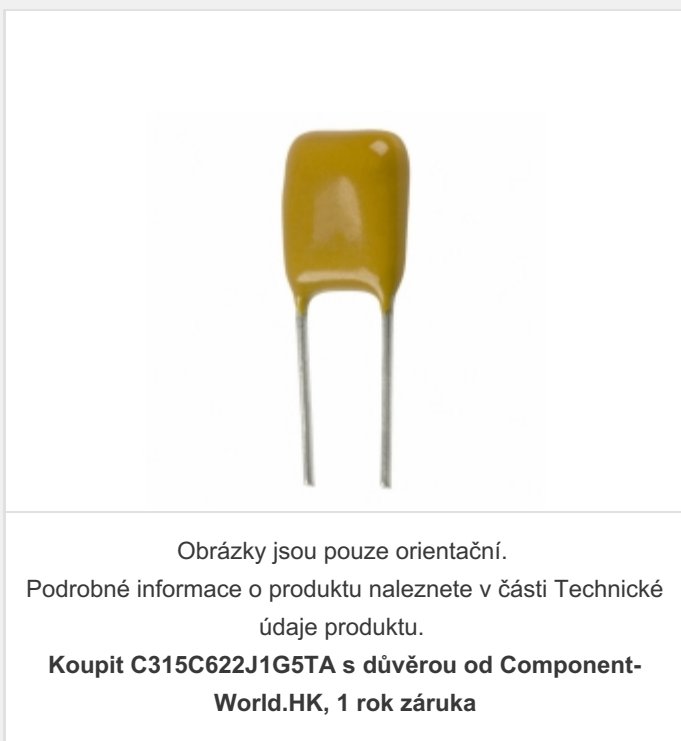 Obrázky jsou pouze orientační.
Podrobné informace o produktu naleznete v části Technické
údaje produktu.
Koupit C315C622J1G5TA s důvěrou od Component-
World.HK, 1 rok záruka